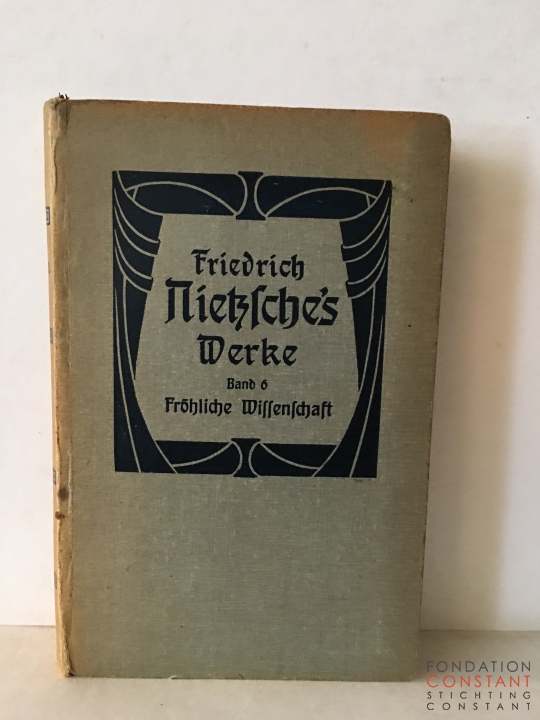 Friedrich
Nietzſche's
Werke
Band 6
Fröhliche Wiſſenſchaft
FONDATION
CONSTANT
STICHTING
CONSTANT